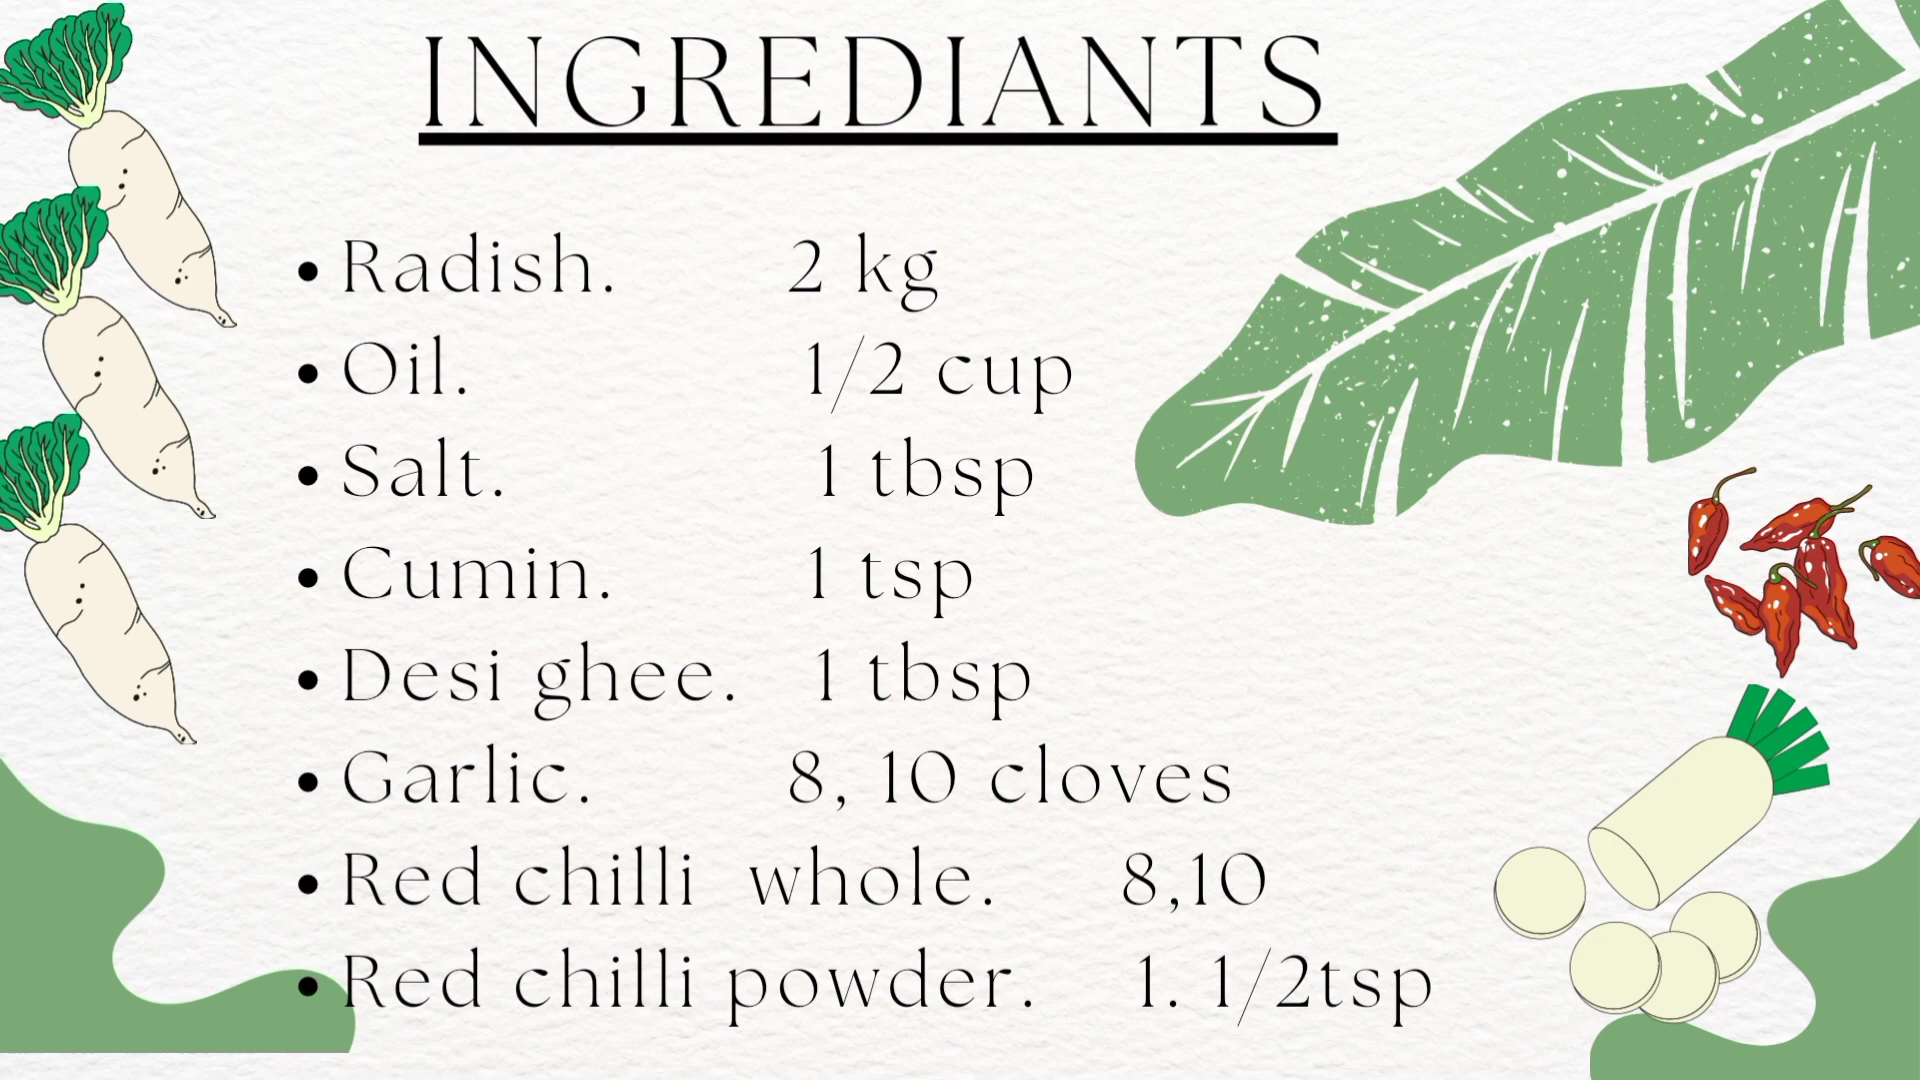 INGREDIANTS
Radish. 2 kg
Oil. 1/2 cup
Salt. 1 tbsp
Cumin. 1 tsp
Desi ghee. 1 tbsp
Garlic. 8, 10 cloves
Red chilli whole. 8,10
Red chilli powder. 1. 1/2tsp